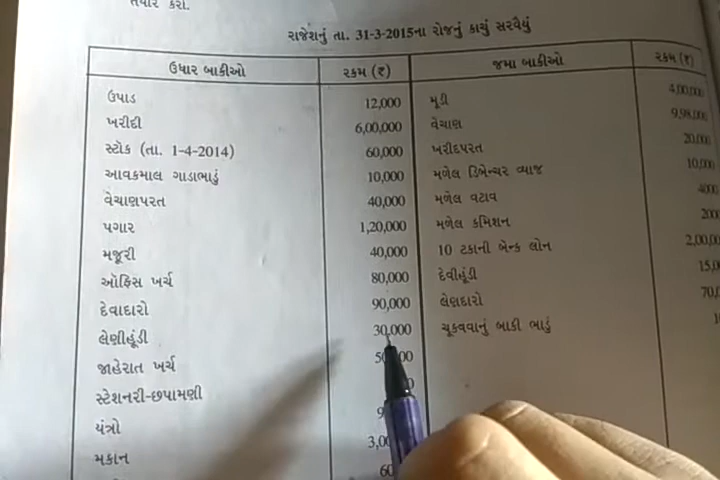 તૈયાર કરો.
રાજેશનું તા. 31-3-2015ના રોજનું કાચું સરવૈયું
ઉધાર બાકીઓ રકમ (₹) જમા બાકીઓ રકમ (₹)
ઉપાડ 12,000 મૂડી 4,00,000
ખરીદી 6,00,000 વેચાણ 9,98,000
સ્ટોક (તા. 1-4-2014) 60,000 ખરીદપરત 20,000
આવકમાલ ગાડાભાડું 10,000 મળેલ ડિબેન્ચર વ્યાજ 10,000
વેચાણપરત 40,000 મળેલ વટાવ 4000
પગાર 1,20,000 મળેલ કમિશન
મજૂરી 40,000 10 ટકાની બેન્ક લોન
ઑફિસ ખર્ચ 80,000 દેવીહૂંડી
દેવાદારો 90,000 લેણદારો
લેણીહૂંડી 30,000 ચૂકવવાનું બાકી ભાડું
જાહેરાત ખર્ચ
સ્ટેશનરી-છપામણી
યંત્રો
મકાન